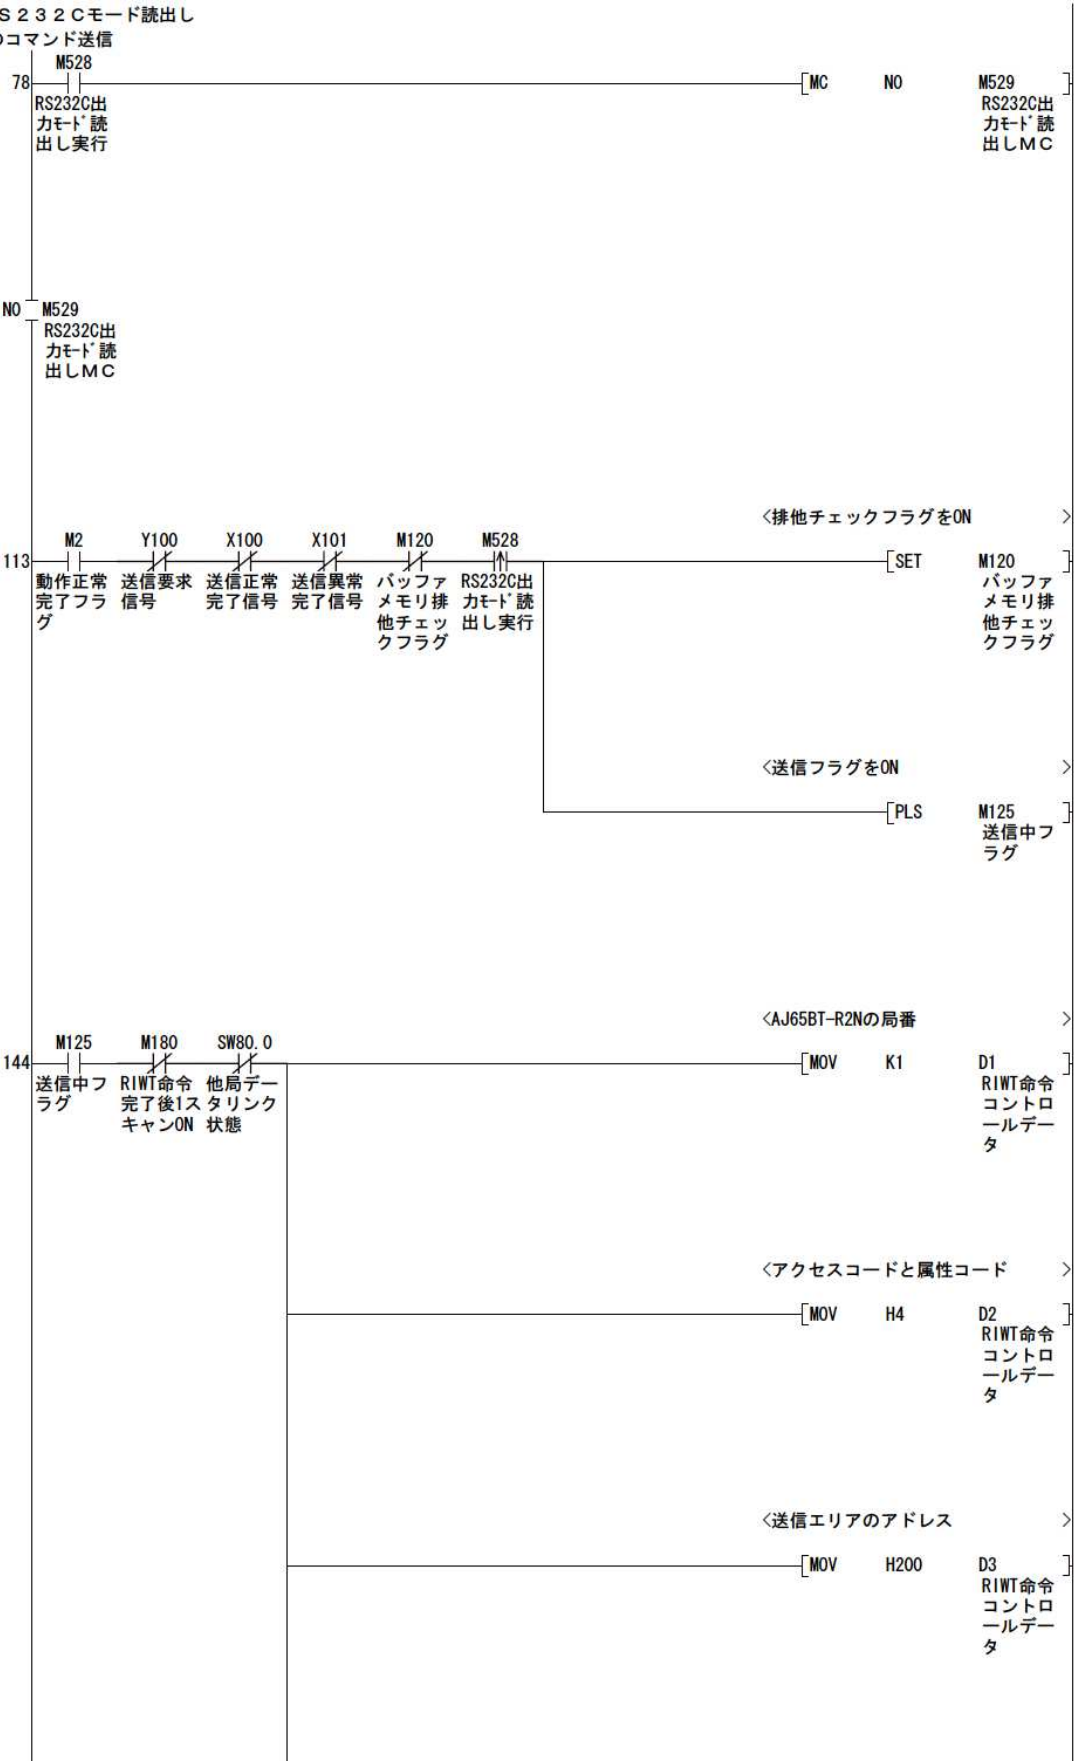 Ｓ２３２Ｃモード読出し
コマンド送信
M528
78
MC N0 M529
RS232C出
力ﾓｰﾄﾞ読
出し実行
RS232C出
力ﾓｰﾄﾞ読
出しＭＣ
N0 M529
RS232C出
力ﾓｰﾄﾞ読
出しＭＣ
<排他チェックフラグをON >
M2 Y100 X100 X101 M120 M528
113
SET M120
動作正常
完了フラ
グ
送信要求
信号
送信正常
完了信号
送信異常
完了信号
バッファ
メモリ排
他チェッ
クフラグ
RS232C出
力ﾓｰﾄﾞ読
出し実行
バッファ
メモリ排
他チェッ
クフラグ
<送信フラグをON >
PLS M125
送信中フ
ラグ
<AJ65BT-R2Nの局番 >
M125 M180 SW80.0
144
MOV K1 D1
送信中フ
ラグ
RIWT命令
完了後1ス
キャンON
他局デー
タリンク
状態
RIWT命令
コントロ
ールデー
タ
<アクセスコードと属性コード >
MOV H4 D2
RIWT命令
コントロ
ールデー
タ
<送信エリアのアドレス >
MOV H200 D3
RIWT命令
コントロ
ールデー
タ